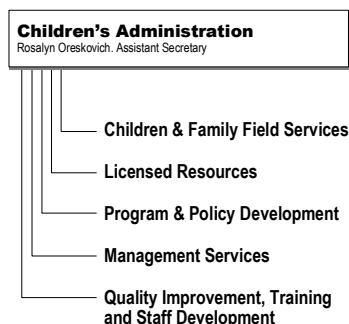 Children's Administration
Rosalyn Oreskovich. Assistant Secretary
Children & Family Field Services
Licensed Resources
Program & Policy Development
Management Services
Quality Improvement, Training
and Staff Development